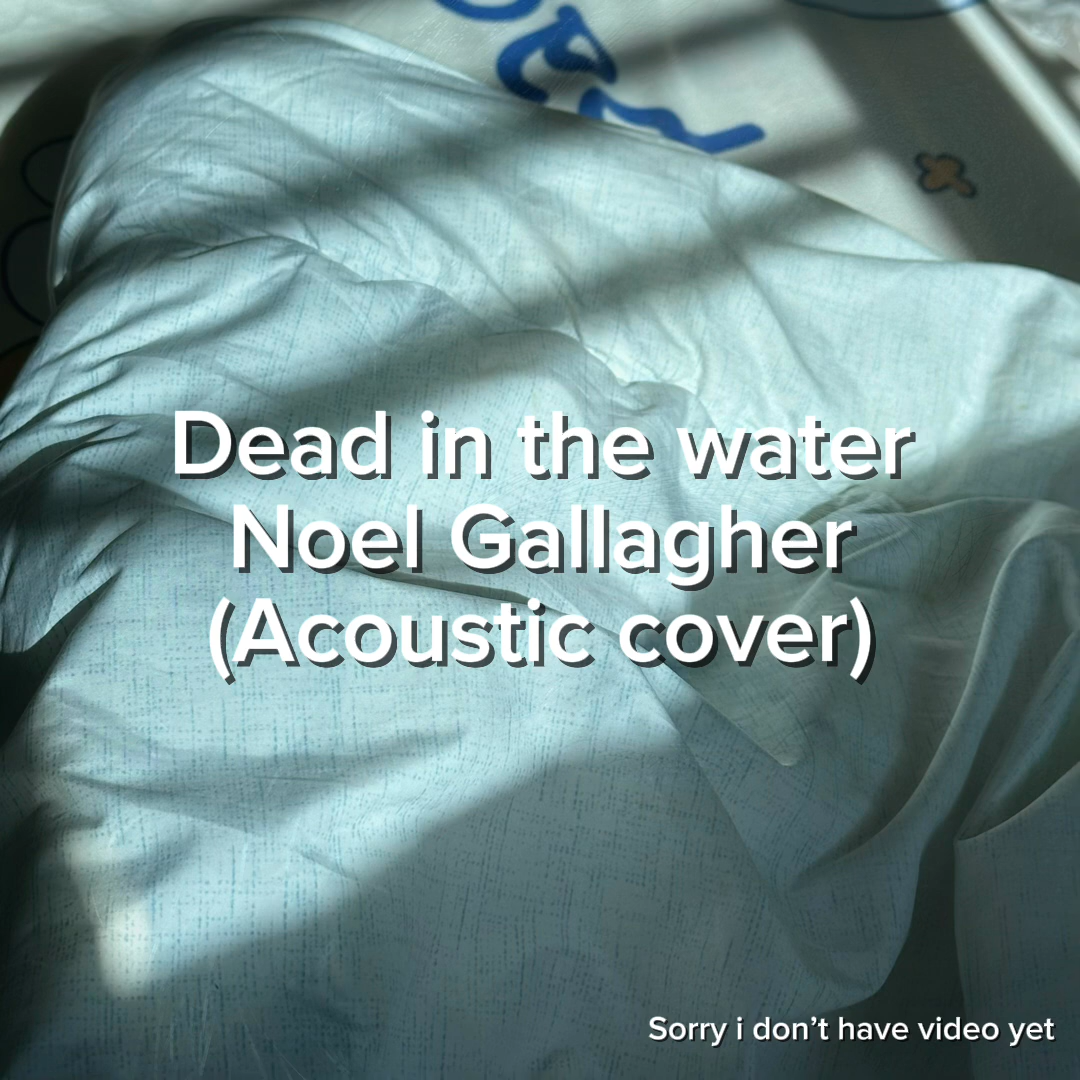 Dead in the water
Noel Gallagher
(Acoustic cover)
Sorry i don't have video yet